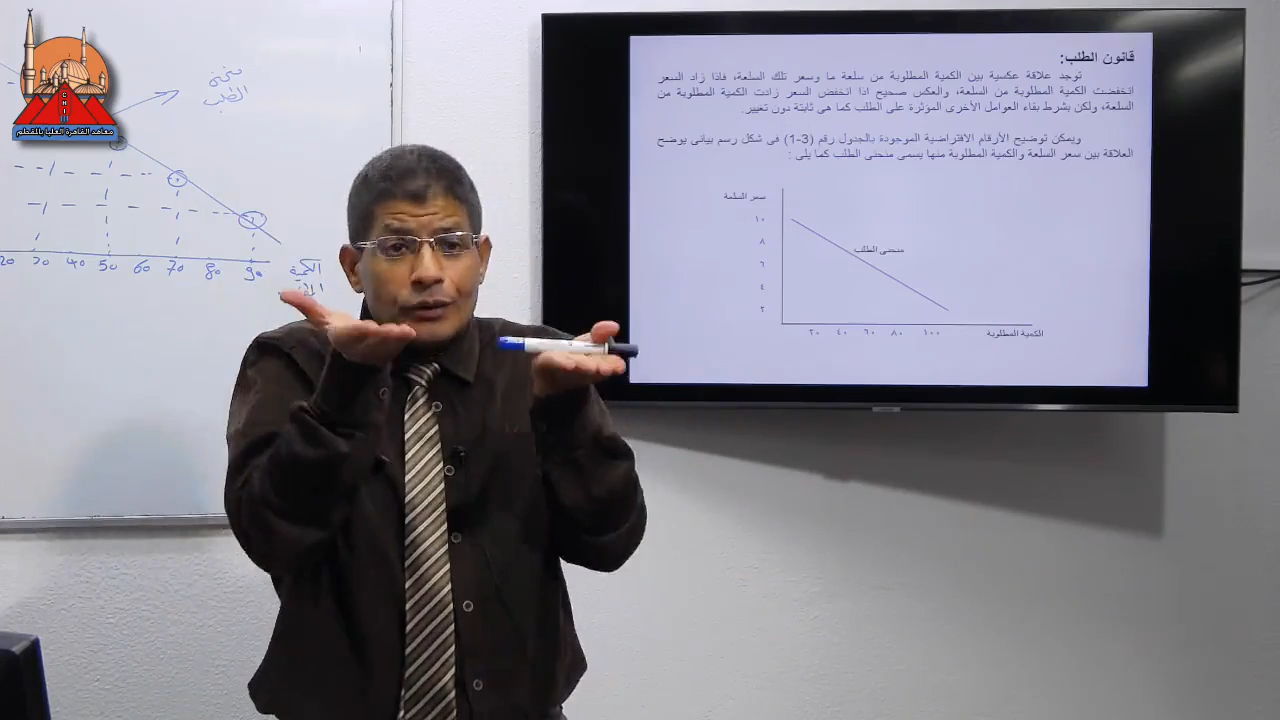 معاهد القاهرة العليا بالمقطم
CHI
منحنى
الطلب
20 30 40 50 60 70 80 90
الكمية
قانون الطلب:
توجد علاقة عكسية بين الكمية المطلوبة من سلعة ما وسعر تلك السلعة، فاذا زاد السعر
انخفضت الكمية المطلوبة من السلعة، والعكس صحيح اذا انخفض السعر زادت الكمية المطلوبة من
السلعة، ولكن بشرط بقاء العوامل الأخرى المؤثرة على الطلب كما هى ثابتة دون تغيير.
ويمكن توضيح الأرقام الافتراضية الموجودة بالجدول رقم (3-1) فى شكل رسم بيانى يوضح
العلاقة بين سعر السلعة والكمية المطلوبة منها يسمى منحنى الطلب كما يلى :
سعر السلعة
١٠
٨
منحنى الطلب
٦
٤
٢
٢٠ ٤٠ ٦٠ ٨٠ ١٠٠
الكمية المطلوبة